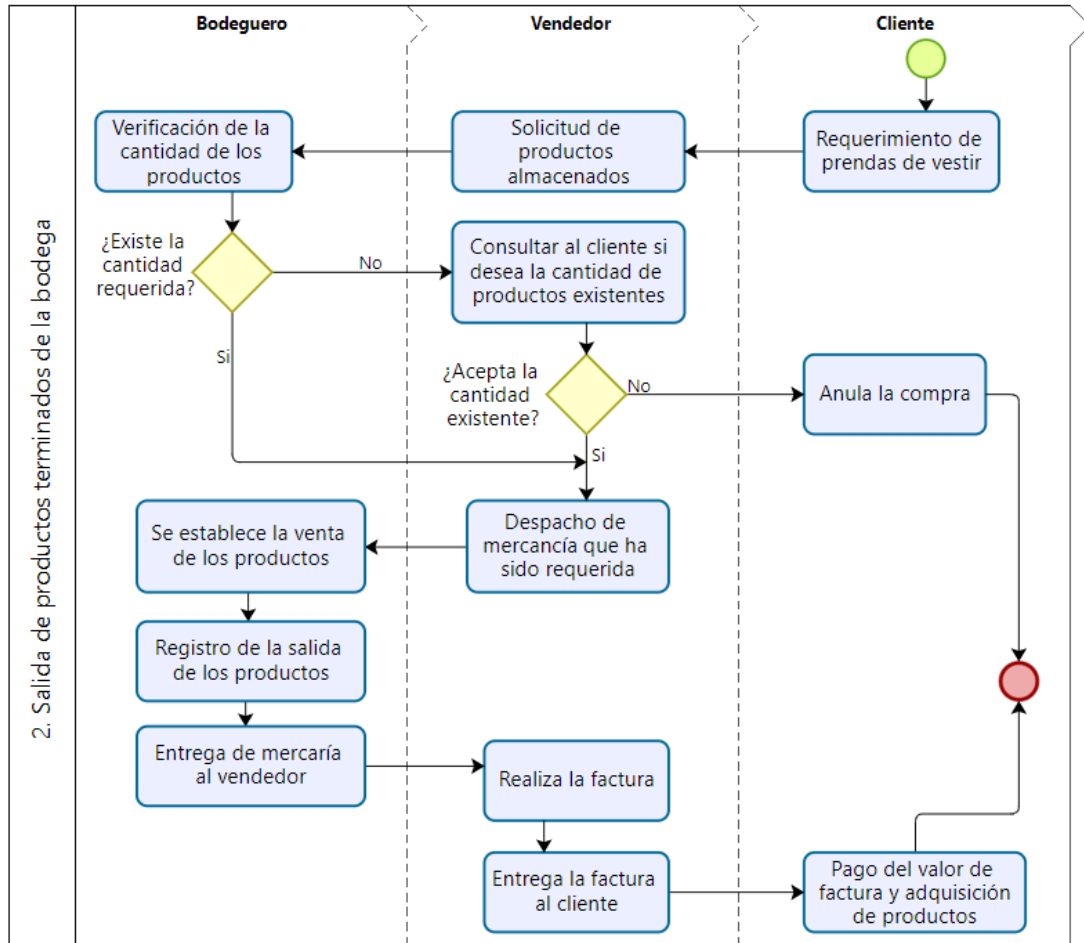 2. Salida de productos terminados de la bodega
Bodeguero
Vendedor
Cliente
Verificación de la
cantidad de los
productos
Solicitud de
productos
almacenados
Requerimiento de
prendas de vestir
¿Existe la
cantidad
requerida?
No
Consultar al cliente si
desea la cantidad de
productos existentes
Si
¿Acepta la
cantidad
existente?
No
Anula la compra
Si
Se establece la venta
de los productos
Despacho de
mercancía que ha
sido requerida
Registro de la salida
de los productos
Entrega de mercaría
al vendedor
Realiza la factura
Entrega la factura
al cliente
Pago del valor de
factura y adquisición
de productos